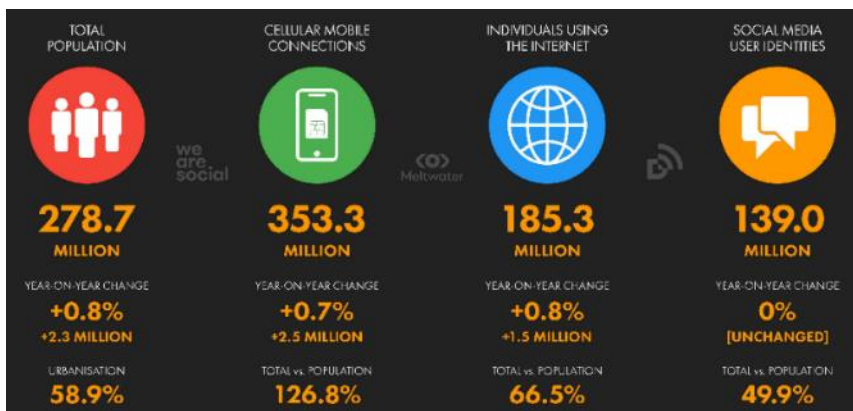 TOTAL
POPULATION
CELLULAR MOBILE
CONNECTIONS
INDIVIDUALS USING
THE INTERNET
SOCIAL MEDIA
USER IDENTITIES
we
are
social
Meltwater
278.7
MILLION
353.3
MILLION
185.3
MILLION
139.0
MILLION
YEAR-ON-YEAR CHANGE
+0.8%
+2.3 MILLION
YEAR-ON-YEAR CHANGE
+0.7%
+2.5 MILLION
YEAR-ON-YEAR CHANGE
+0.8%
+1.5 MILLION
YEAR-ON-YEAR CHANGE
0%
[UNCHANGED]
URBANISATION
58.9%
TOTAL vs. POPULATION
126.8%
TOTAL vs. POPULATION
66.5%
TOTAL vs. POPULATION
49.9%